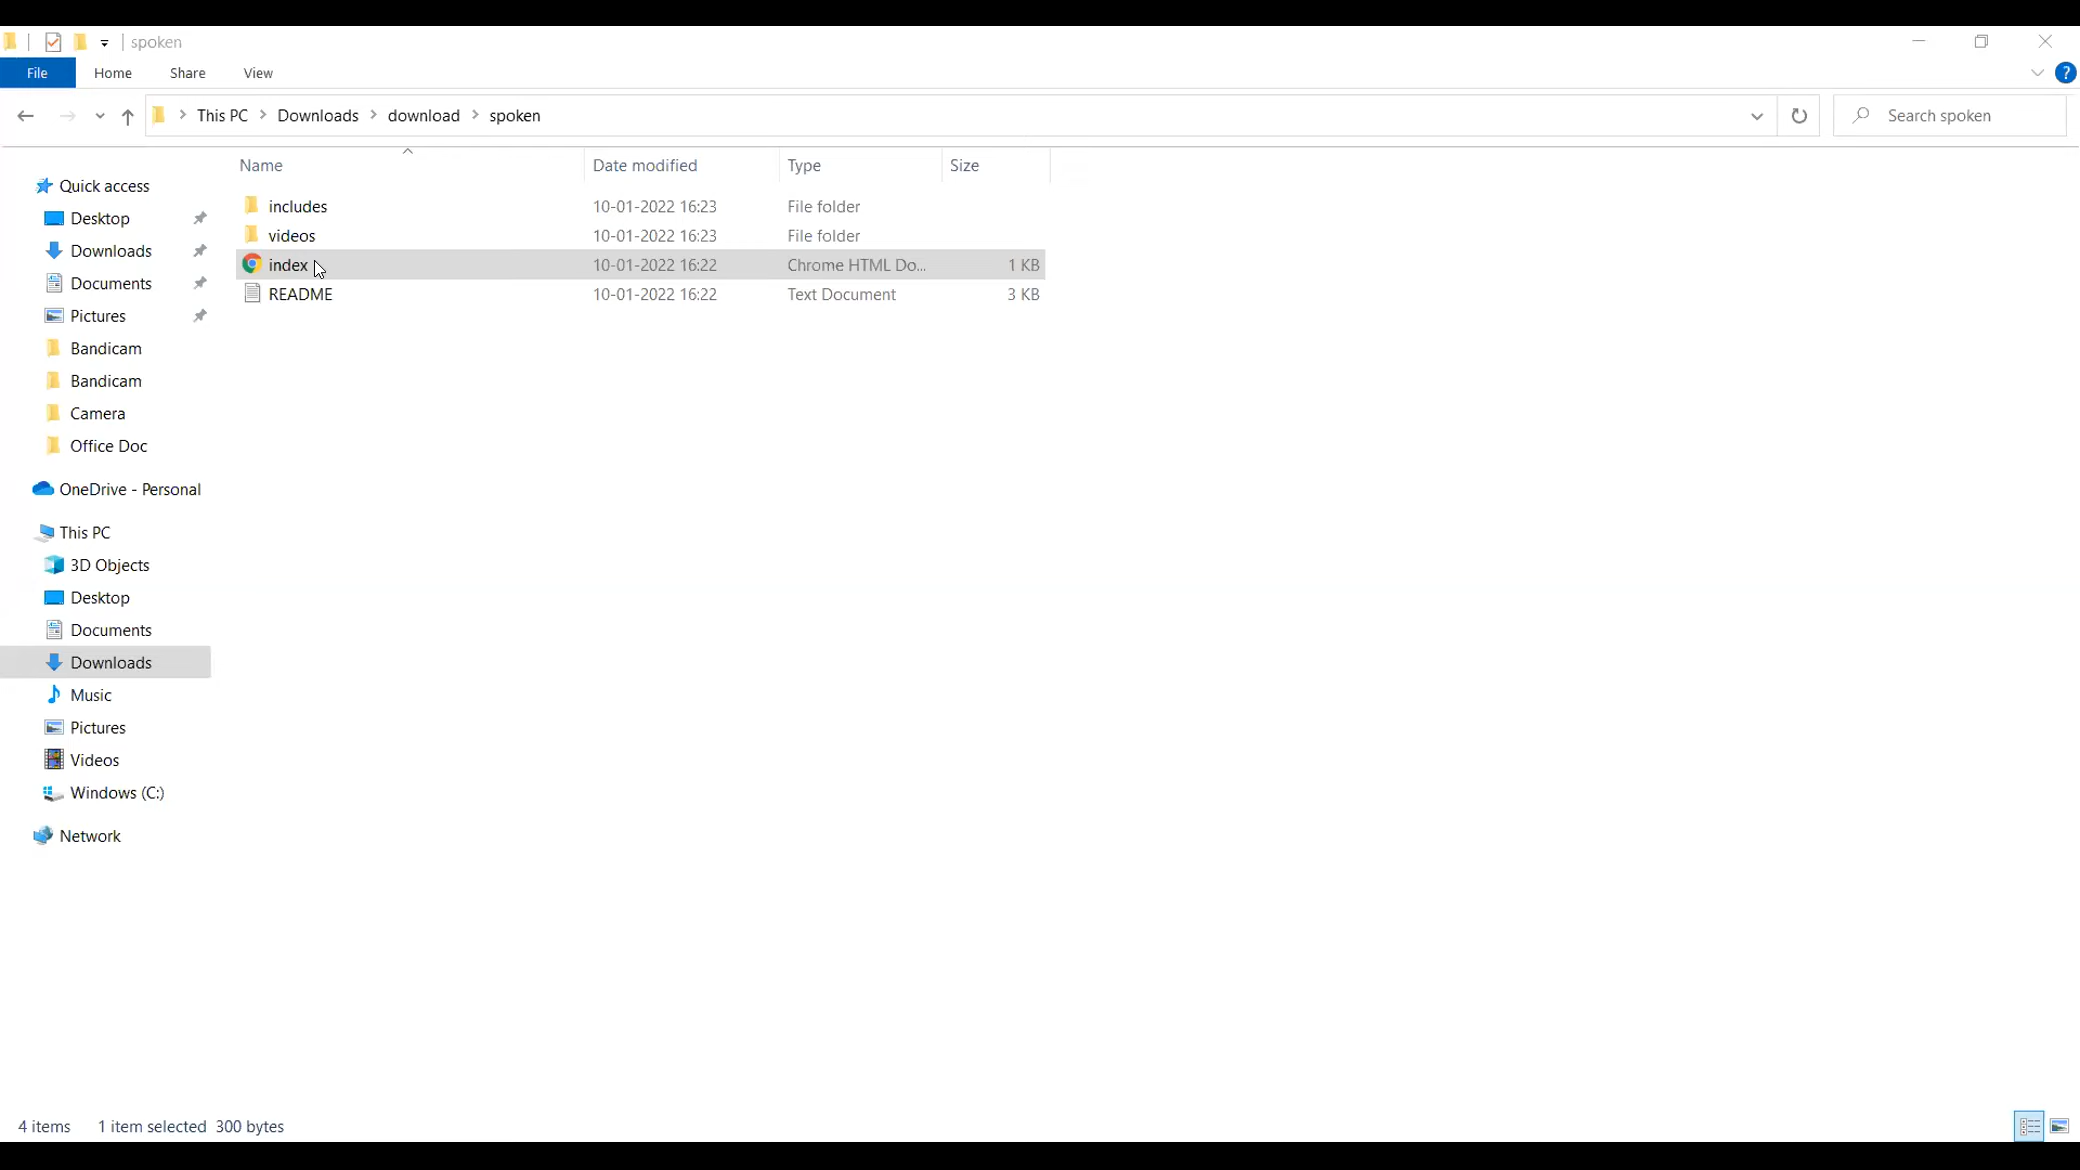 spoken
File Home Share View
This PC Downloads download spoken
Search spoken
Name Date modified Type Size
includes 10-01-2022 16:23 File folder
videos 10-01-2022 16:23 File folder
index 10-01-2022 16:22 Chrome HTML Do... 1 KB
README 10-01-2022 16:22 Text Document 3 KB
Quick access
Desktop
Downloads
Documents
Pictures
Bandicam
Bandicam
Camera
Office Doc
OneDrive - Personal
This PC
3D Objects
Desktop
Documents
Downloads
Music
Pictures
Videos
Windows (C:)
Network
4 items 1 item selected 300 bytes